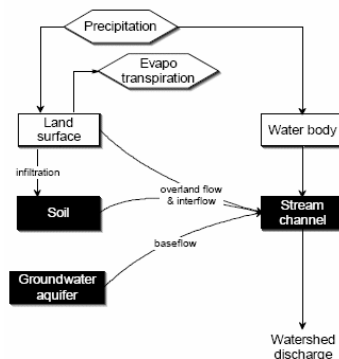 Precipitation
Evapo
transpiration
Land
surface
Water body
infiltration
overland flow
& interflow
Soil
Stream
channel
baseflow
Groundwater
aquifer
Watershed
discharge